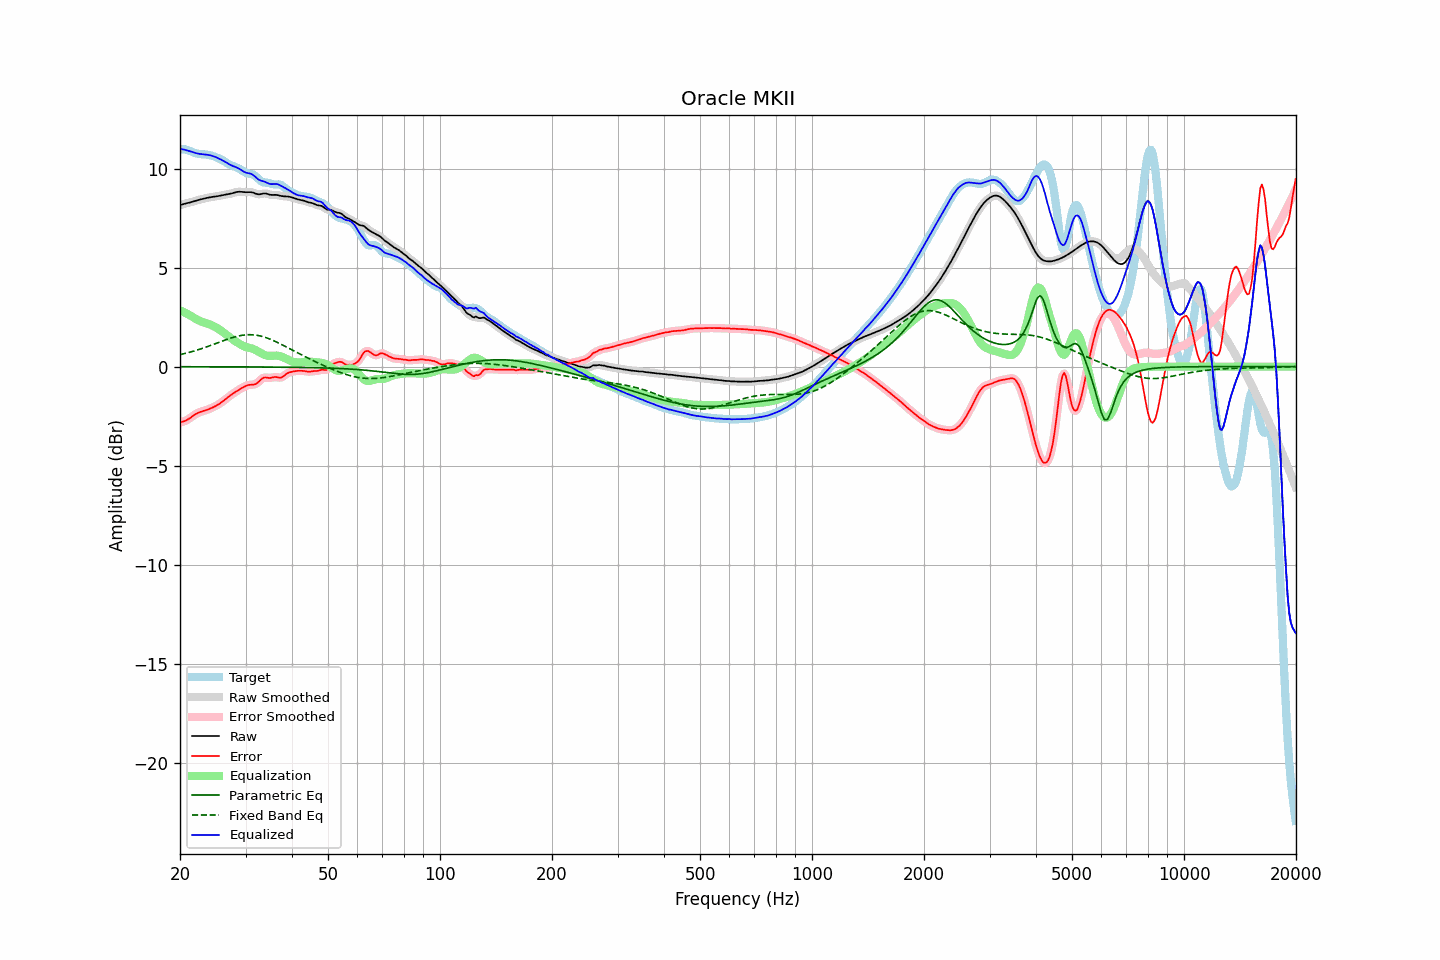 Oracle MKII
10
5
0
−5
−10
−15
−20
Amplitude (dBr)
Target
Raw Smoothed
Error Smoothed
Raw
Error
Equalization
Parametric Eq
Fixed Band Eq
Equalized
20 50 100 200 500 1000 2000 5000 10000 20000
Frequency (Hz)